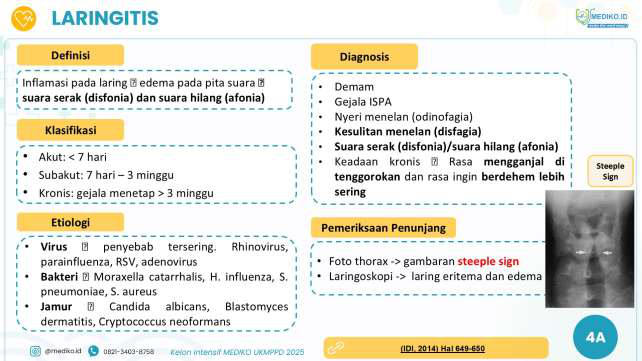 LARINGITIS
MEDIKO.ID
Definisi
Inflamasi pada laring ⍰ edema pada pita suara ⍰
suara serak (disfonia) dan suara hilang (afonia)
Klasifikasi
• Akut: < 7 hari
• Subakut: 7 hari – 3 minggu
• Kronis: gejala menetap > 3 minggu
Etiologi
• Virus ⍰ penyebab tersering. Rhinovirus,
parainfluenza, RSV, adenovirus
• Bakteri ⍰ Moraxella catarrhalis, H. influenza, S.
pneumoniae, S. aureus
• Jamur ⍰ Candida albicans, Blastomyces
dermatitis, Cryptococcus neoformans
Diagnosis
• Demam
• Gejala ISPA
• Nyeri menelan (odinofagia)
• Kesulitan menelan (disfagia)
• Suara serak (disfonia)/suara hilang (afonia)
• Keadaan kronis ⍰ Rasa mengganjal di
tenggorokan dan rasa ingin berdehem lebih
sering
Steeple
Sign
Pemeriksaan Penunjang
• Foto thorax -> gambaran steeple sign
• Laringoskopi -> laring eritema dan edema
4A
@mediko.id
0821-3403-8758
Kelon Intensif MEDIKO UKMPPD 2025
(IDI, 2014) Hal 649-650